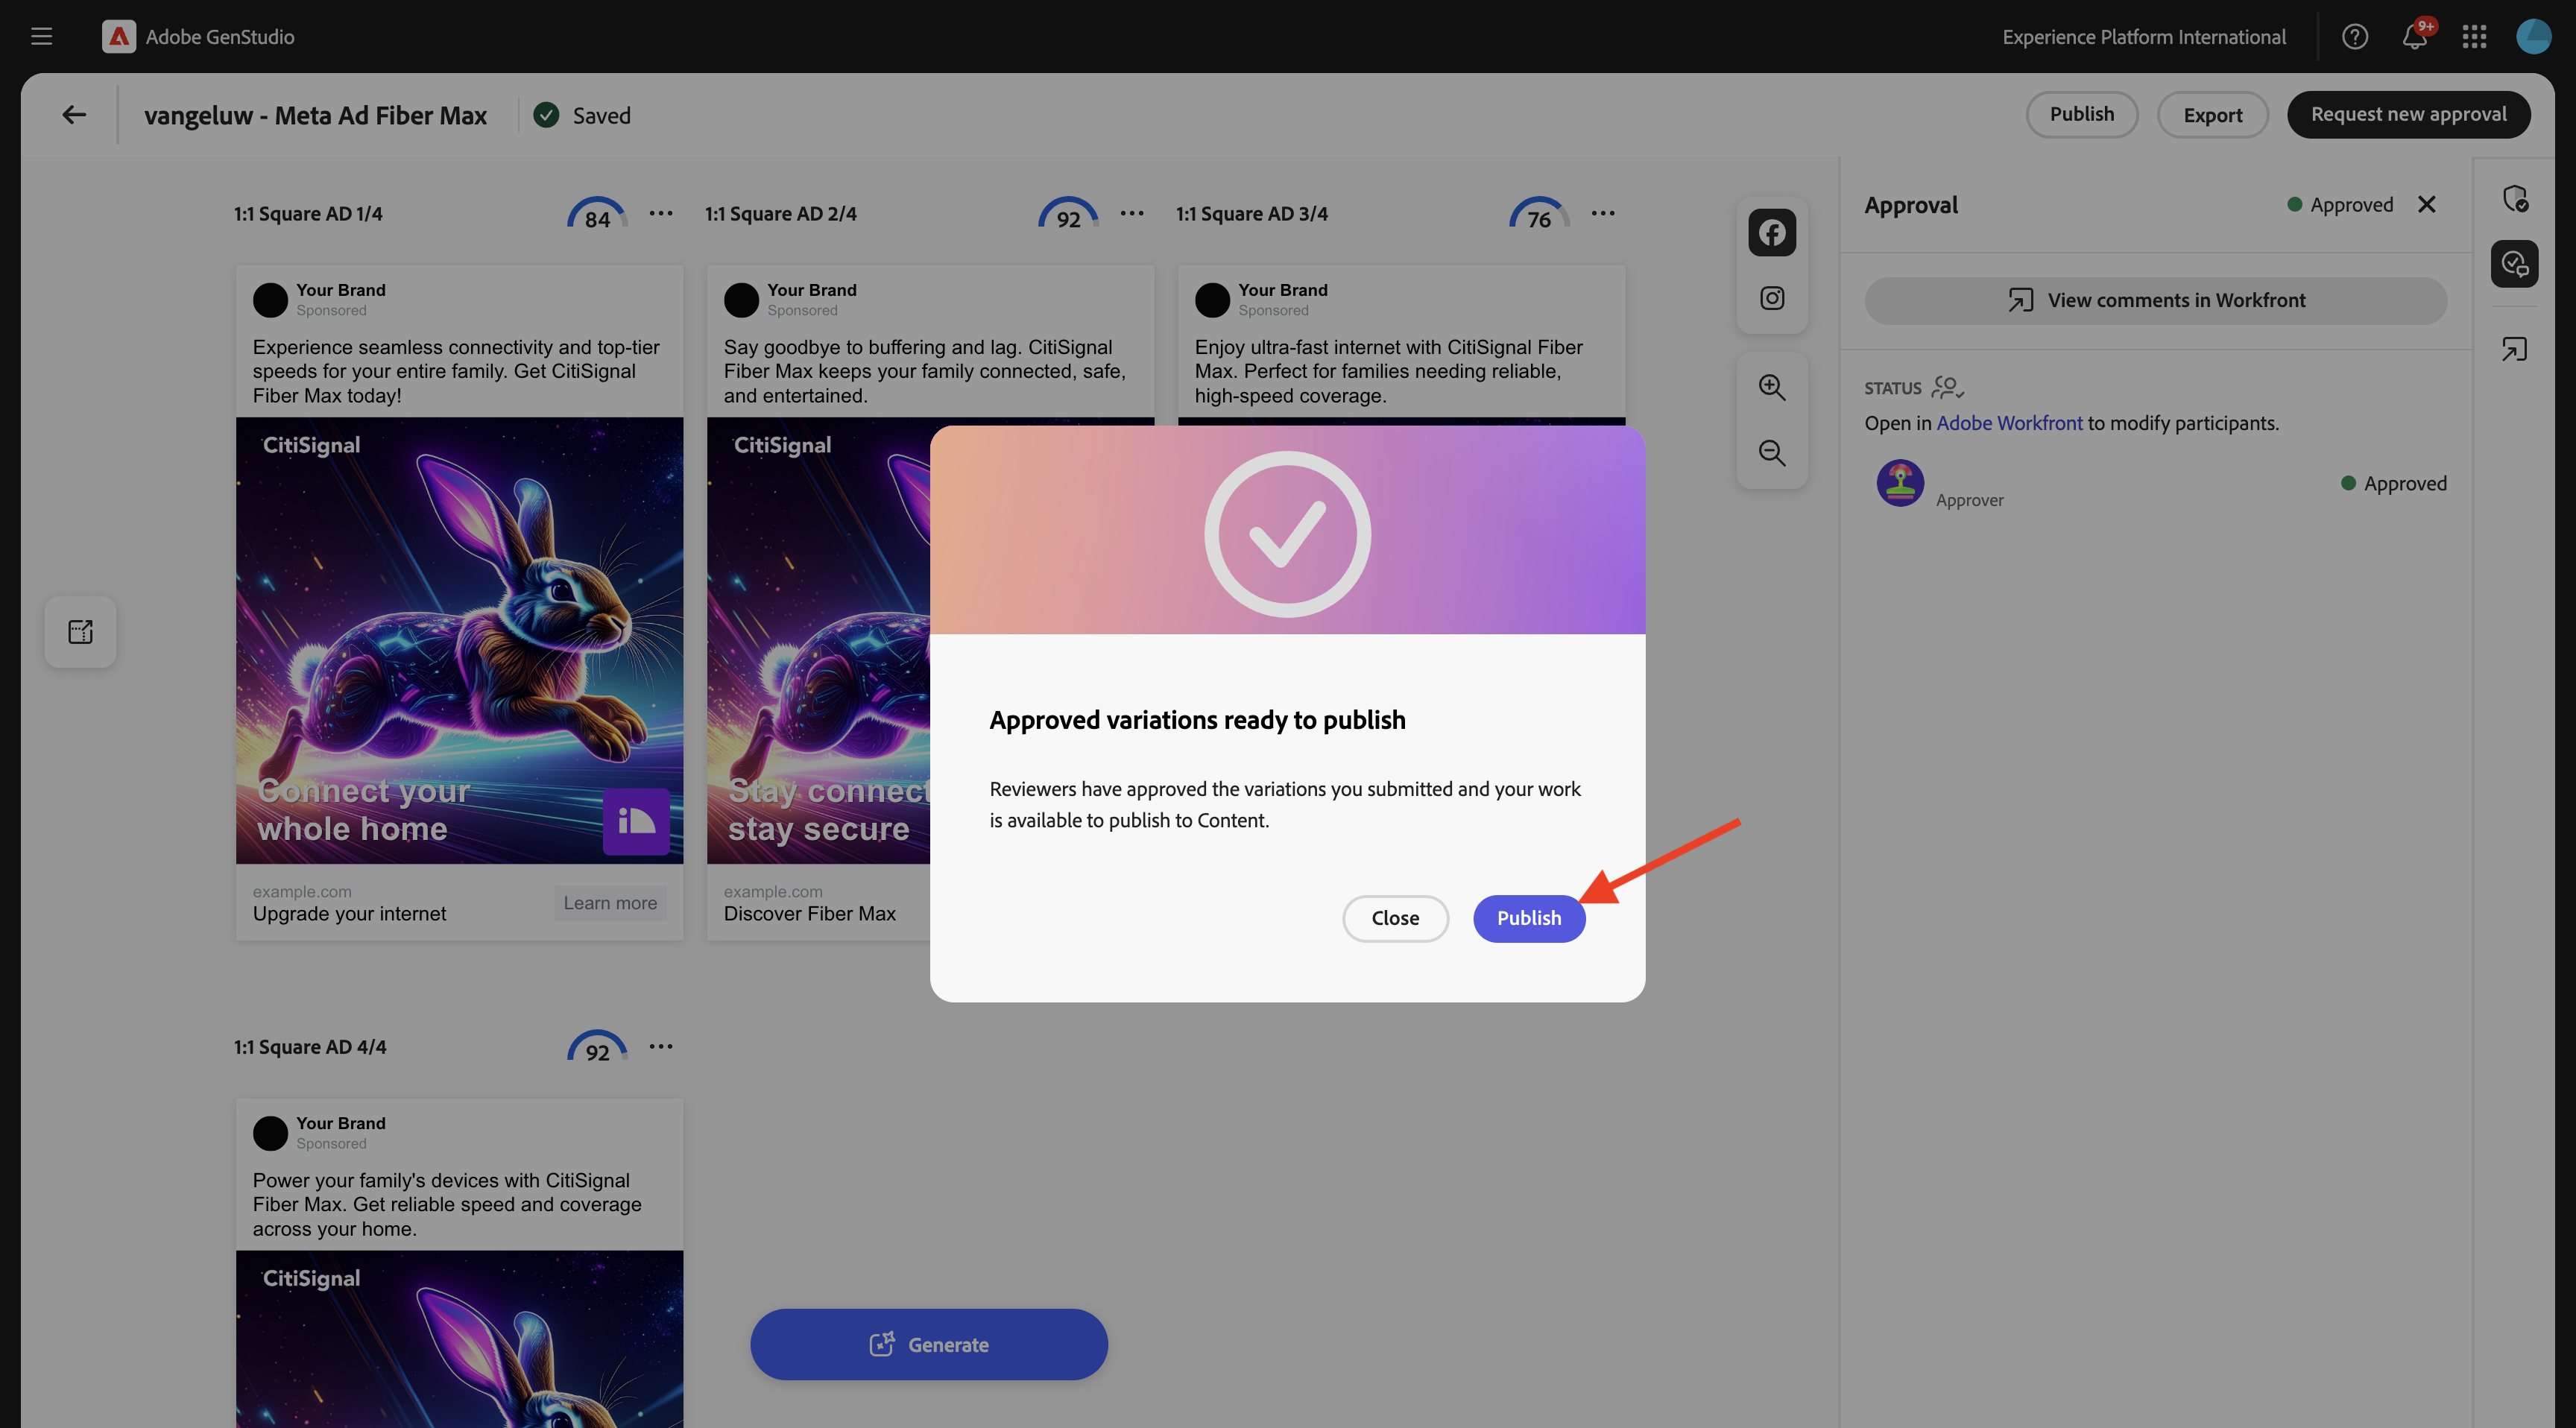 Adobe GenStudio
Experience Platform International
9+
vangeluw - Meta Ad Fiber Max
Saved
Publish
Export
Request new approval
1:1 Square AD 1/4
84
1:1 Square AD 2/4
92
1:1 Square AD 3/4
76
Your Brand
Sponsored
Experience seamless connectivity and top-tier
speeds for your entire family. Get CitiSignal
Fiber Max today!
CitiSignal
Connect your
whole home
example.com
Upgrade your internet
Learn more
Your Brand
Sponsored
Say goodbye to buffering and lag. CitiSignal
Fiber Max keeps your family connected, safe,
and entertained.
CitiSignal
Stay connect
stay secure
example.com
Discover Fiber Max
Your Brand
Sponsored
Enjoy ultra-fast internet with CitiSignal Fiber
Max. Perfect for families needing reliable,
high-speed coverage.
Approved variations ready to publish
Reviewers have approved the variations you submitted and your work
is available to publish to Content.
Close
Publish
Approval
Approved
View comments in Workfront
STATUS
Open in Adobe Workfront to modify participants.
Approver
Approved
1:1 Square AD 4/4
92
Your Brand
Sponsored
Power your family's devices with CitiSignal
Fiber Max. Get reliable speed and coverage
across your home.
CitiSignal
Generate